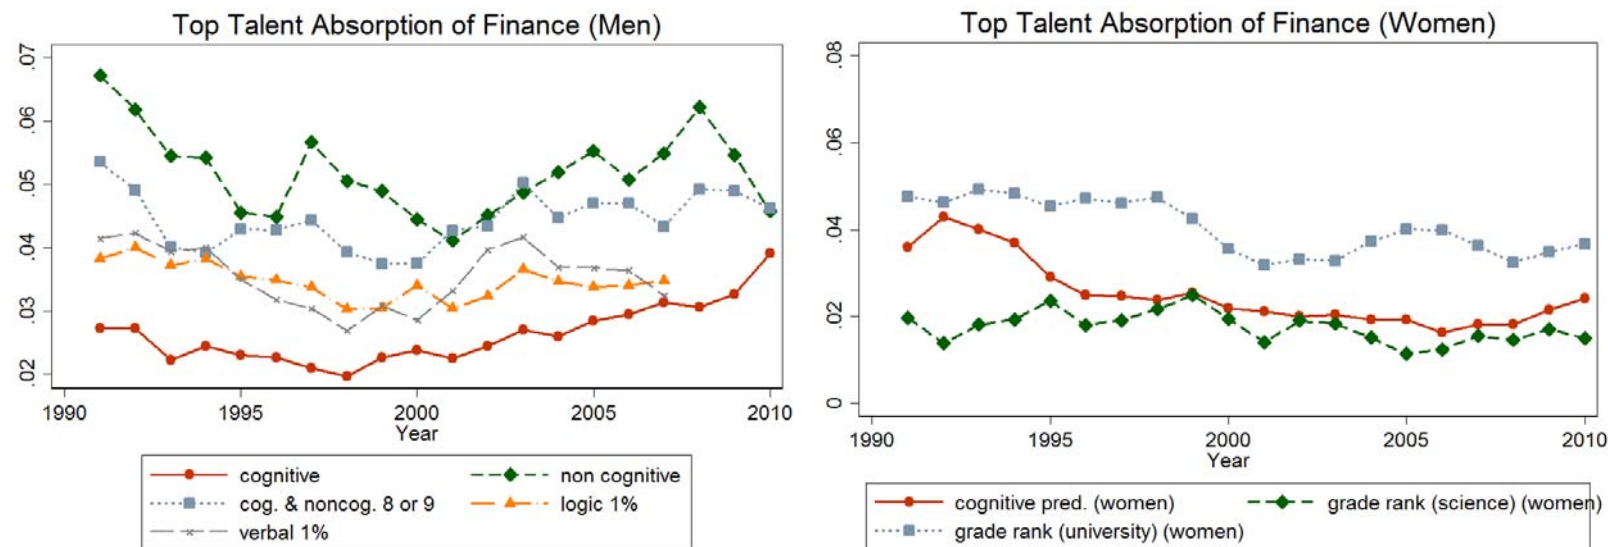 Top Talent Absorption of Finance (Men)
.07
.06
.05
.04
.03
.02
1990 1995 2000 2005 2010
Year
cognitive non cognitive
cog. & noncog. 8 or 9 logic 1%
verbal 1%
Top Talent Absorption of Finance (Women)
.08
.06
.04
.02
0
1990 1995 2000 2005 2010
Year
cognitive pred. (women) grade rank (science) (women)
grade rank (university) (women)